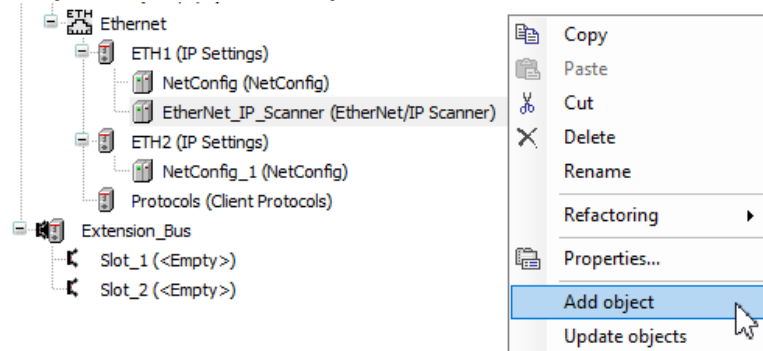 ETH
Ethernet
ETH1 (IP Settings)
NetConfig (NetConfig)
EtherNet_IP_Scanner (EtherNet/IP Scanner)
ETH2 (IP Settings)
NetConfig_1 (NetConfig)
Protocols (Client Protocols)
Extension_Bus
Slot_1 (<Empty>)
Slot_2 (<Empty>)
Copy
Paste
Cut
Delete
Rename
Refactoring
Properties...
Add object
Update objects